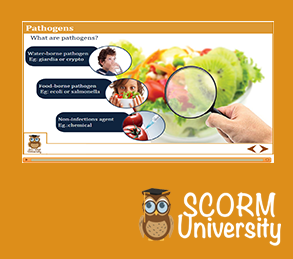 Pathogens
What are pathogens?
Water-borne pathogen
Eg: giardia or crypto
Food-borne pathogen
Eg: ecoli or salmonella
Non-infections agent
Eg.:chemical
SCORM
University